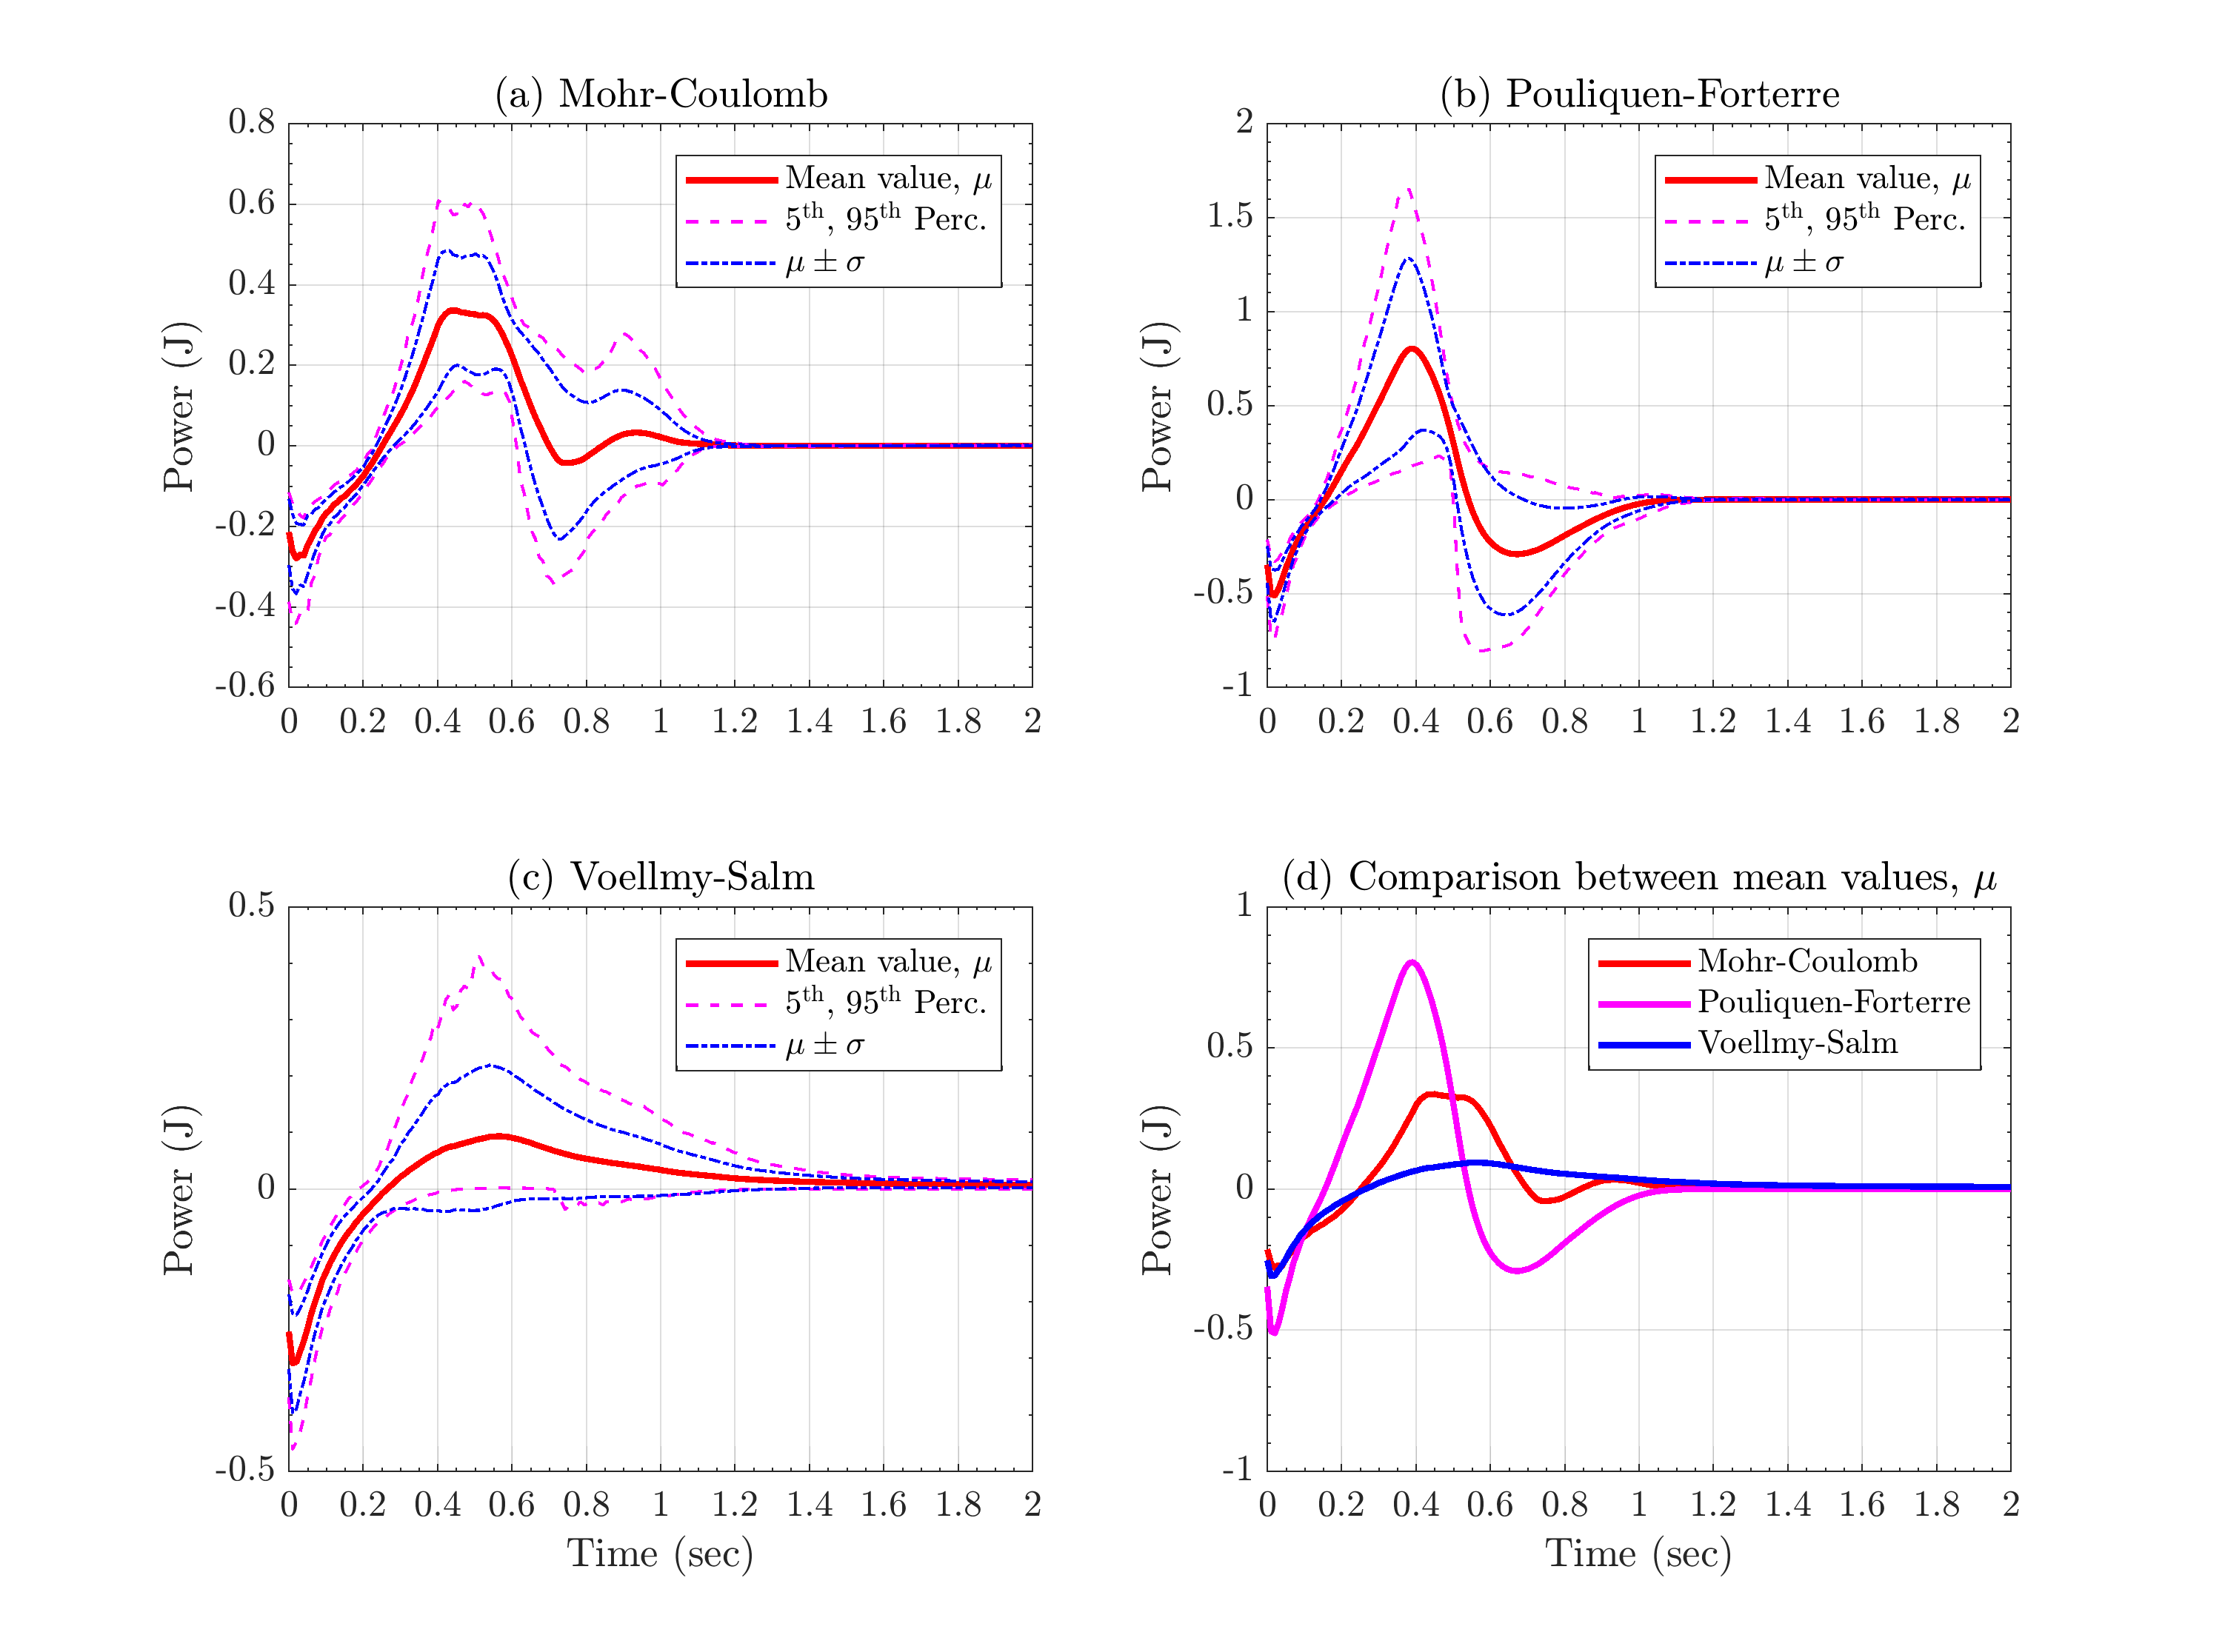 (a) Mohr-Coulomb
0.8
0.6
0.4
0.2
0
-0.2
-0.4
-0.6
Power (J)
Mean value, μ
5th, 95th Perc.
μ ± σ
0 0.2 0.4 0.6 0.8 1 1.2 1.4 1.6 1.8 2
(b) Pouliquen-Forterre
2
1.5
1
0.5
0
-0.5
-1
Power (J)
Mean value, μ
5th, 95th Perc.
μ ± σ
0 0.2 0.4 0.6 0.8 1 1.2 1.4 1.6 1.8 2
(c) Voellmy-Salm
0.5
0
-0.5
Power (J)
Mean value, μ
5th, 95th Perc.
μ ± σ
0 0.2 0.4 0.6 0.8 1 1.2 1.4 1.6 1.8 2
Time (sec)
(d) Comparison between mean values, μ
1
0.5
0
-0.5
-1
Power (J)
Mohr-Coulomb
Pouliquen-Forterre
Voellmy-Salm
0 0.2 0.4 0.6 0.8 1 1.2 1.4 1.6 1.8 2
Time (sec)